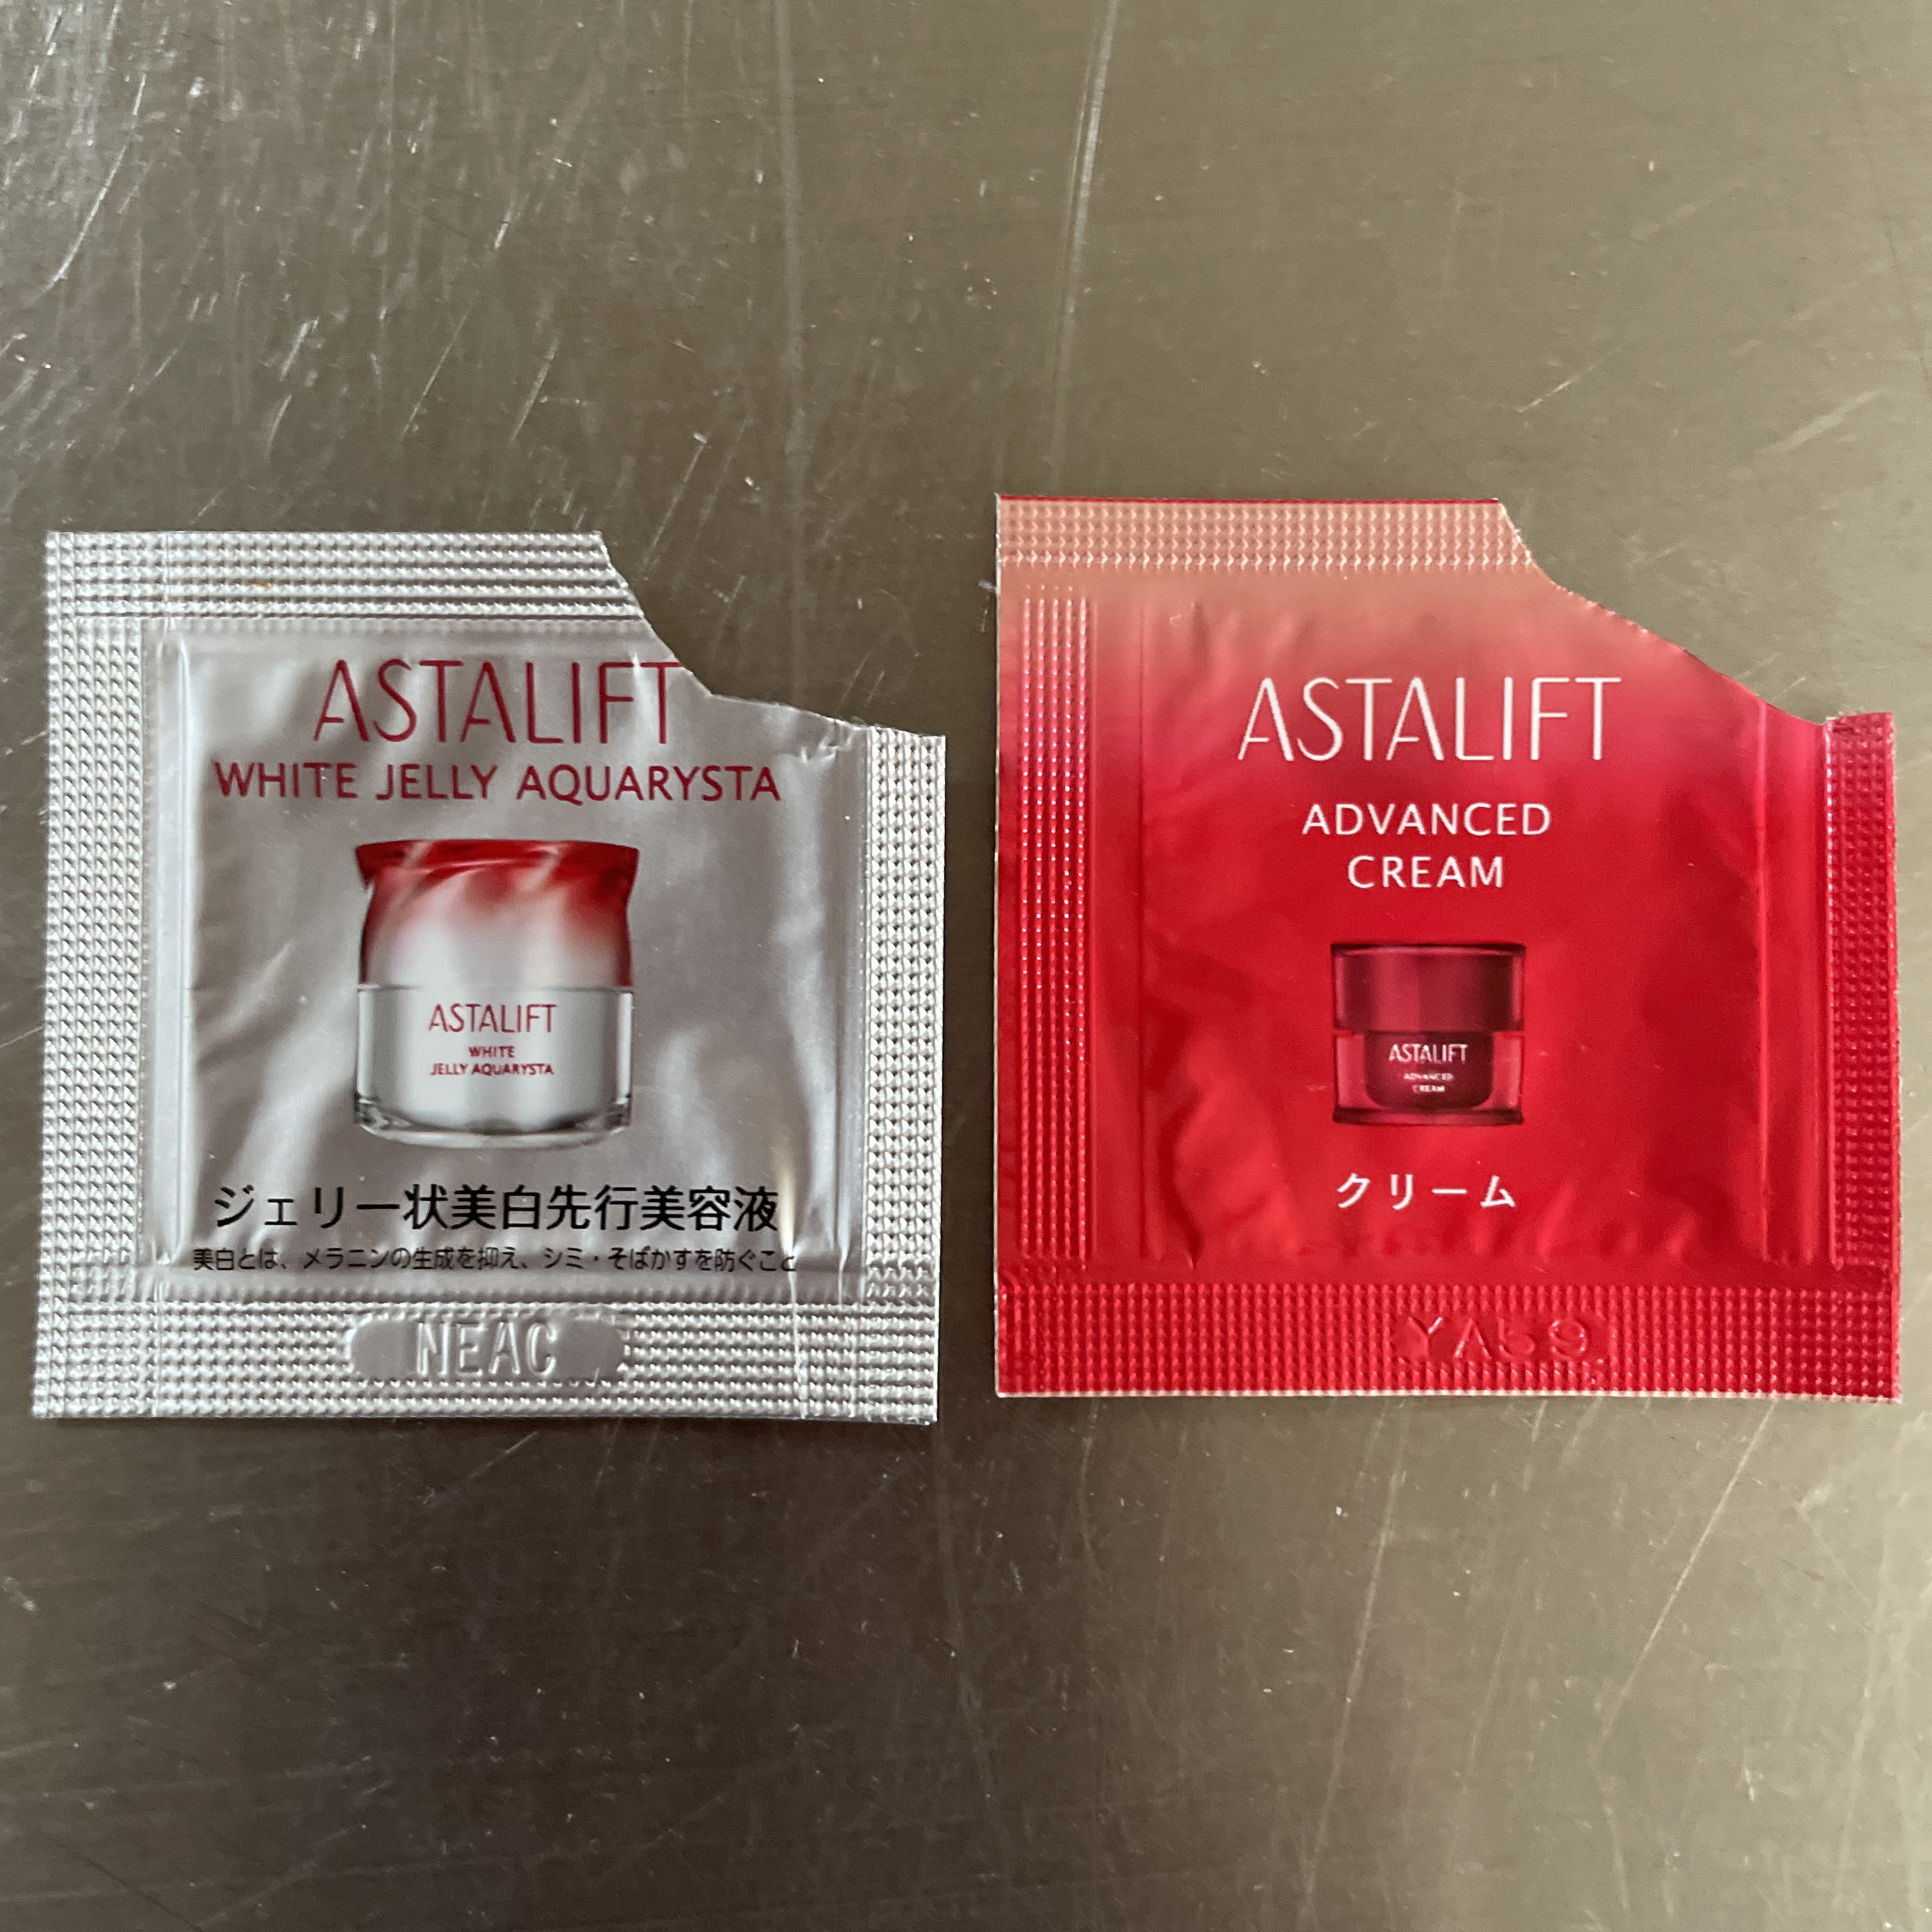 ASTALIFT
WHITE JELLY AQUARYSTA
ASTALIFT
WHITE
JELLY AQUARYSTA
ジェリー状美白先行美容液
美白とは、メラニンの生成を抑え、シミ・そばかすを防ぐこと
NEAC
ASTALIFT
ADVANCED
CREAM
ASTALIFT
ADVANCED
CREAM
クリーム